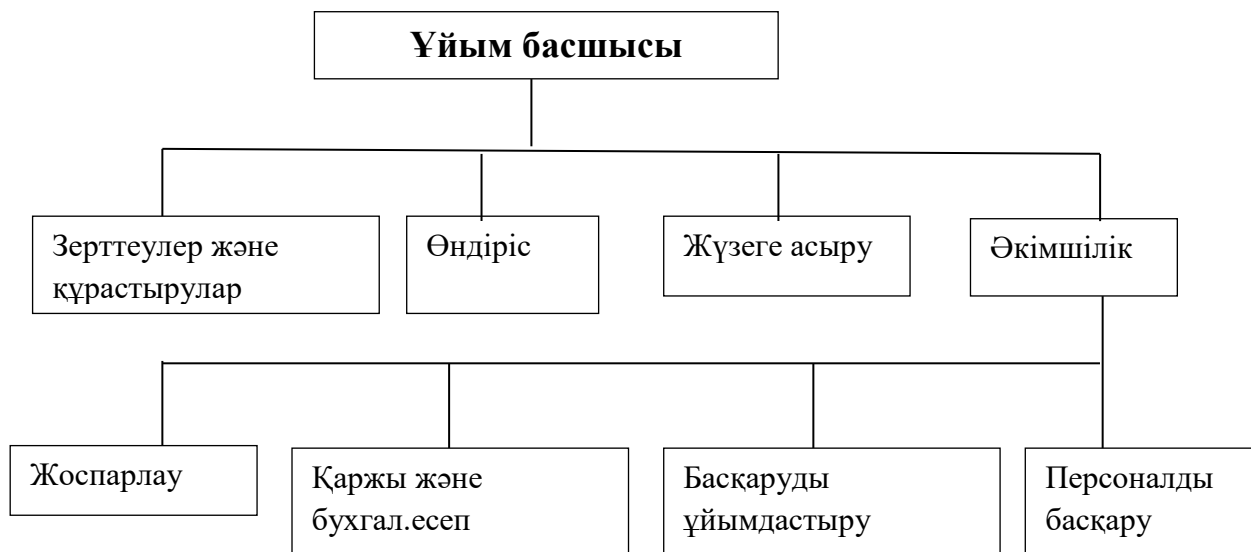 Ұйым басшысы
Зерттеулер және
құрастырулар
Өндіріс
Жүзеге асыру
Әкімшілік
Жоспарлау
Қаржы және
бухгал.есеп
Басқаруды
ұйымдастыру
Персоналды
басқару